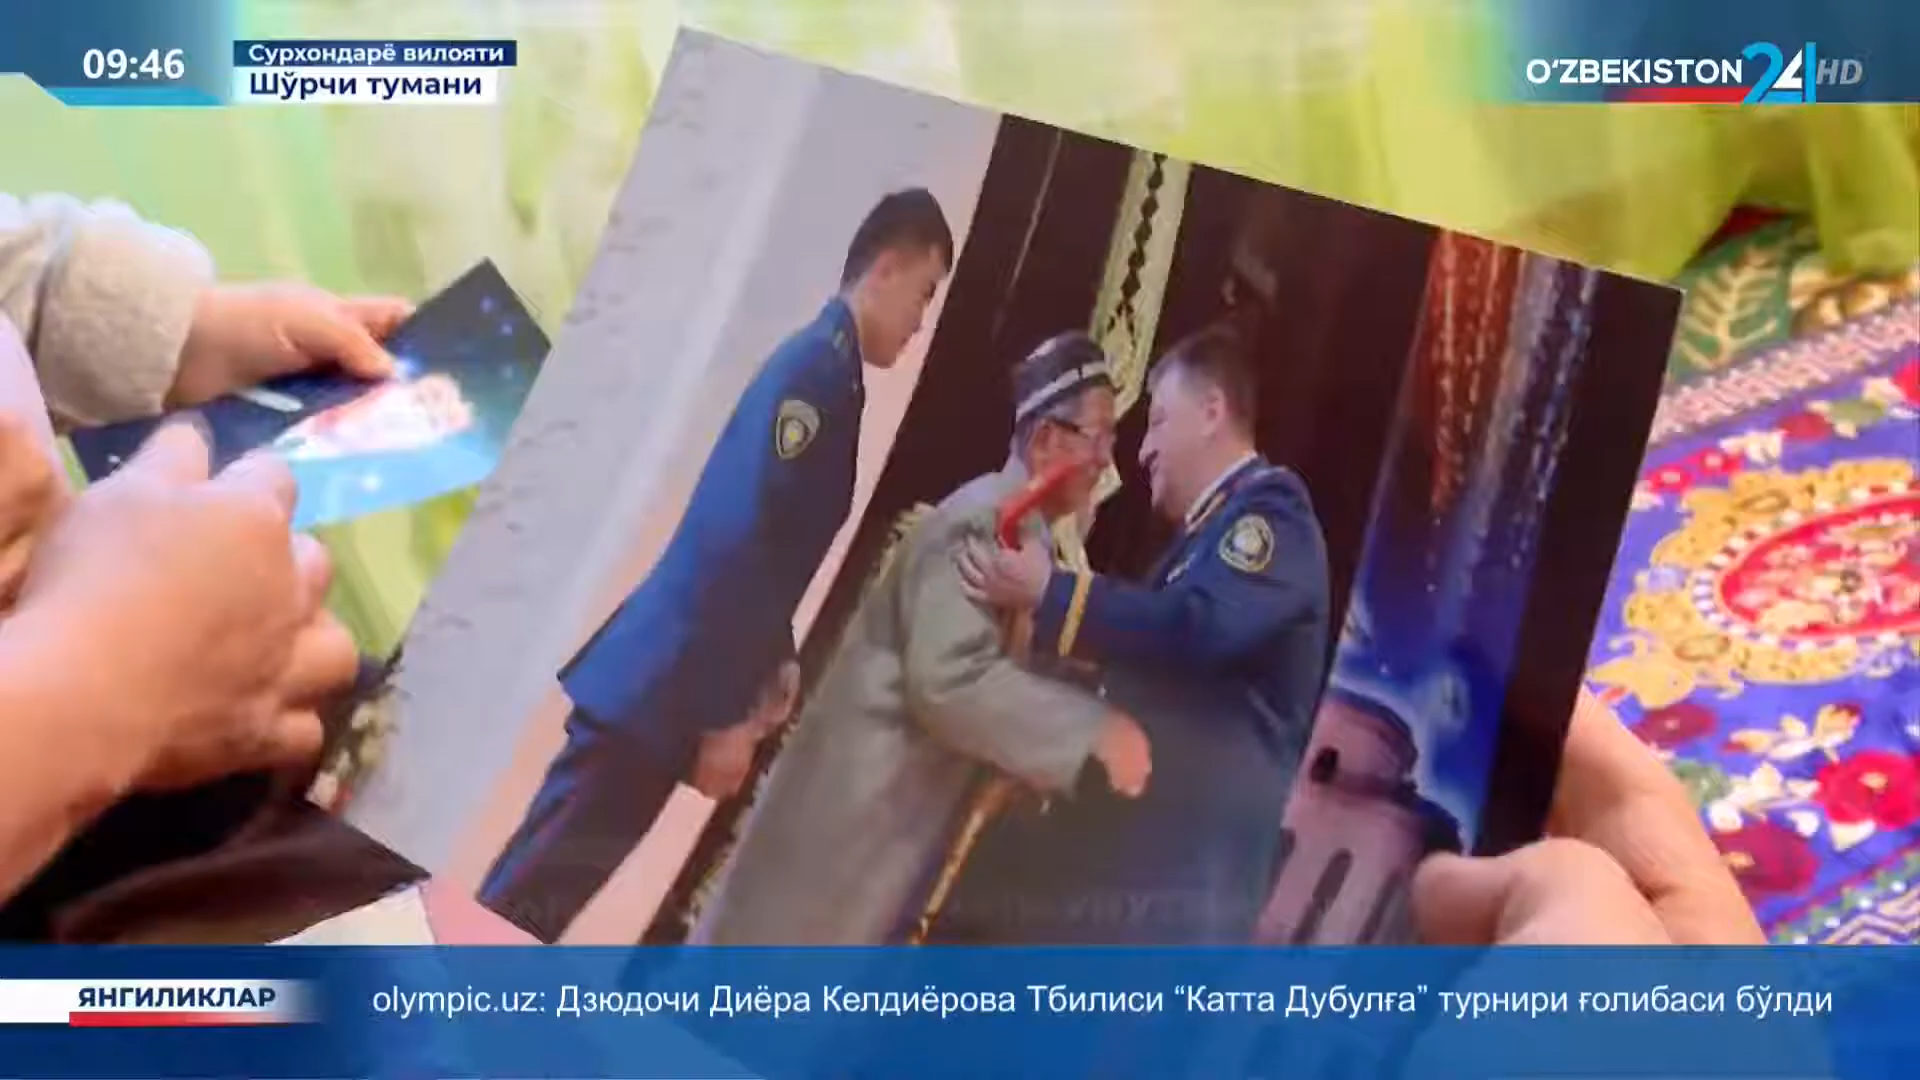 09:46
Сурхондарё вилояти
Шўрчи тумани
O'ZBEKISTON 24 HD
ЯНГИЛИКЛАР
olympic.uz: Дзюдочи Диёра Келдиёрова Тбилиси “Катта Дубулға” турнири ғолибаси бўлди